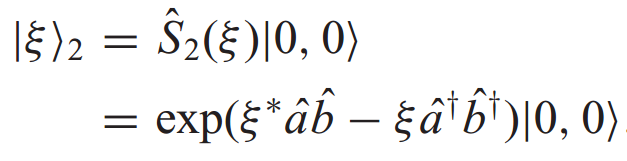 |ξ⟩₂ = Ŝ₂(ξ)|0, 0⟩
= exp(ξ*âb̂ − ξâ†b̂†)|0, 0⟩.